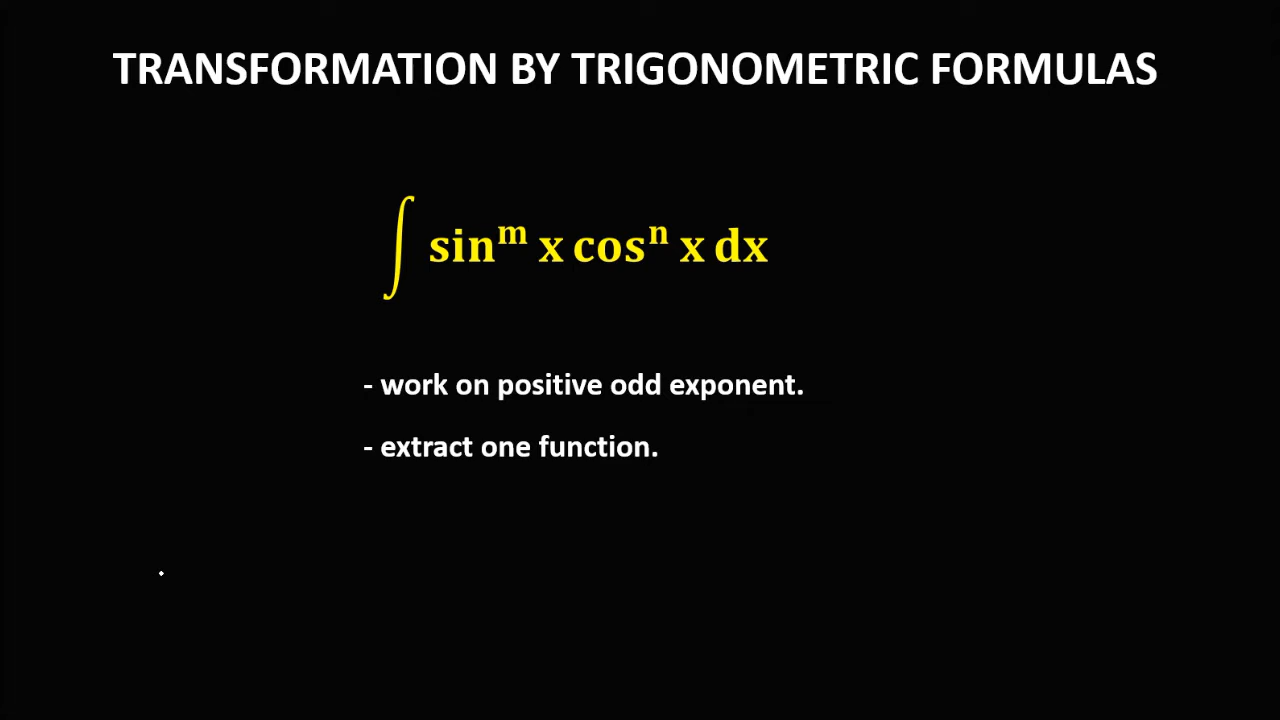 TRANSFORMATION BY TRIGONOMETRIC FORMULAS
∫ sinᵐ x cosⁿ x dx
- work on positive odd exponent.
- extract one function.